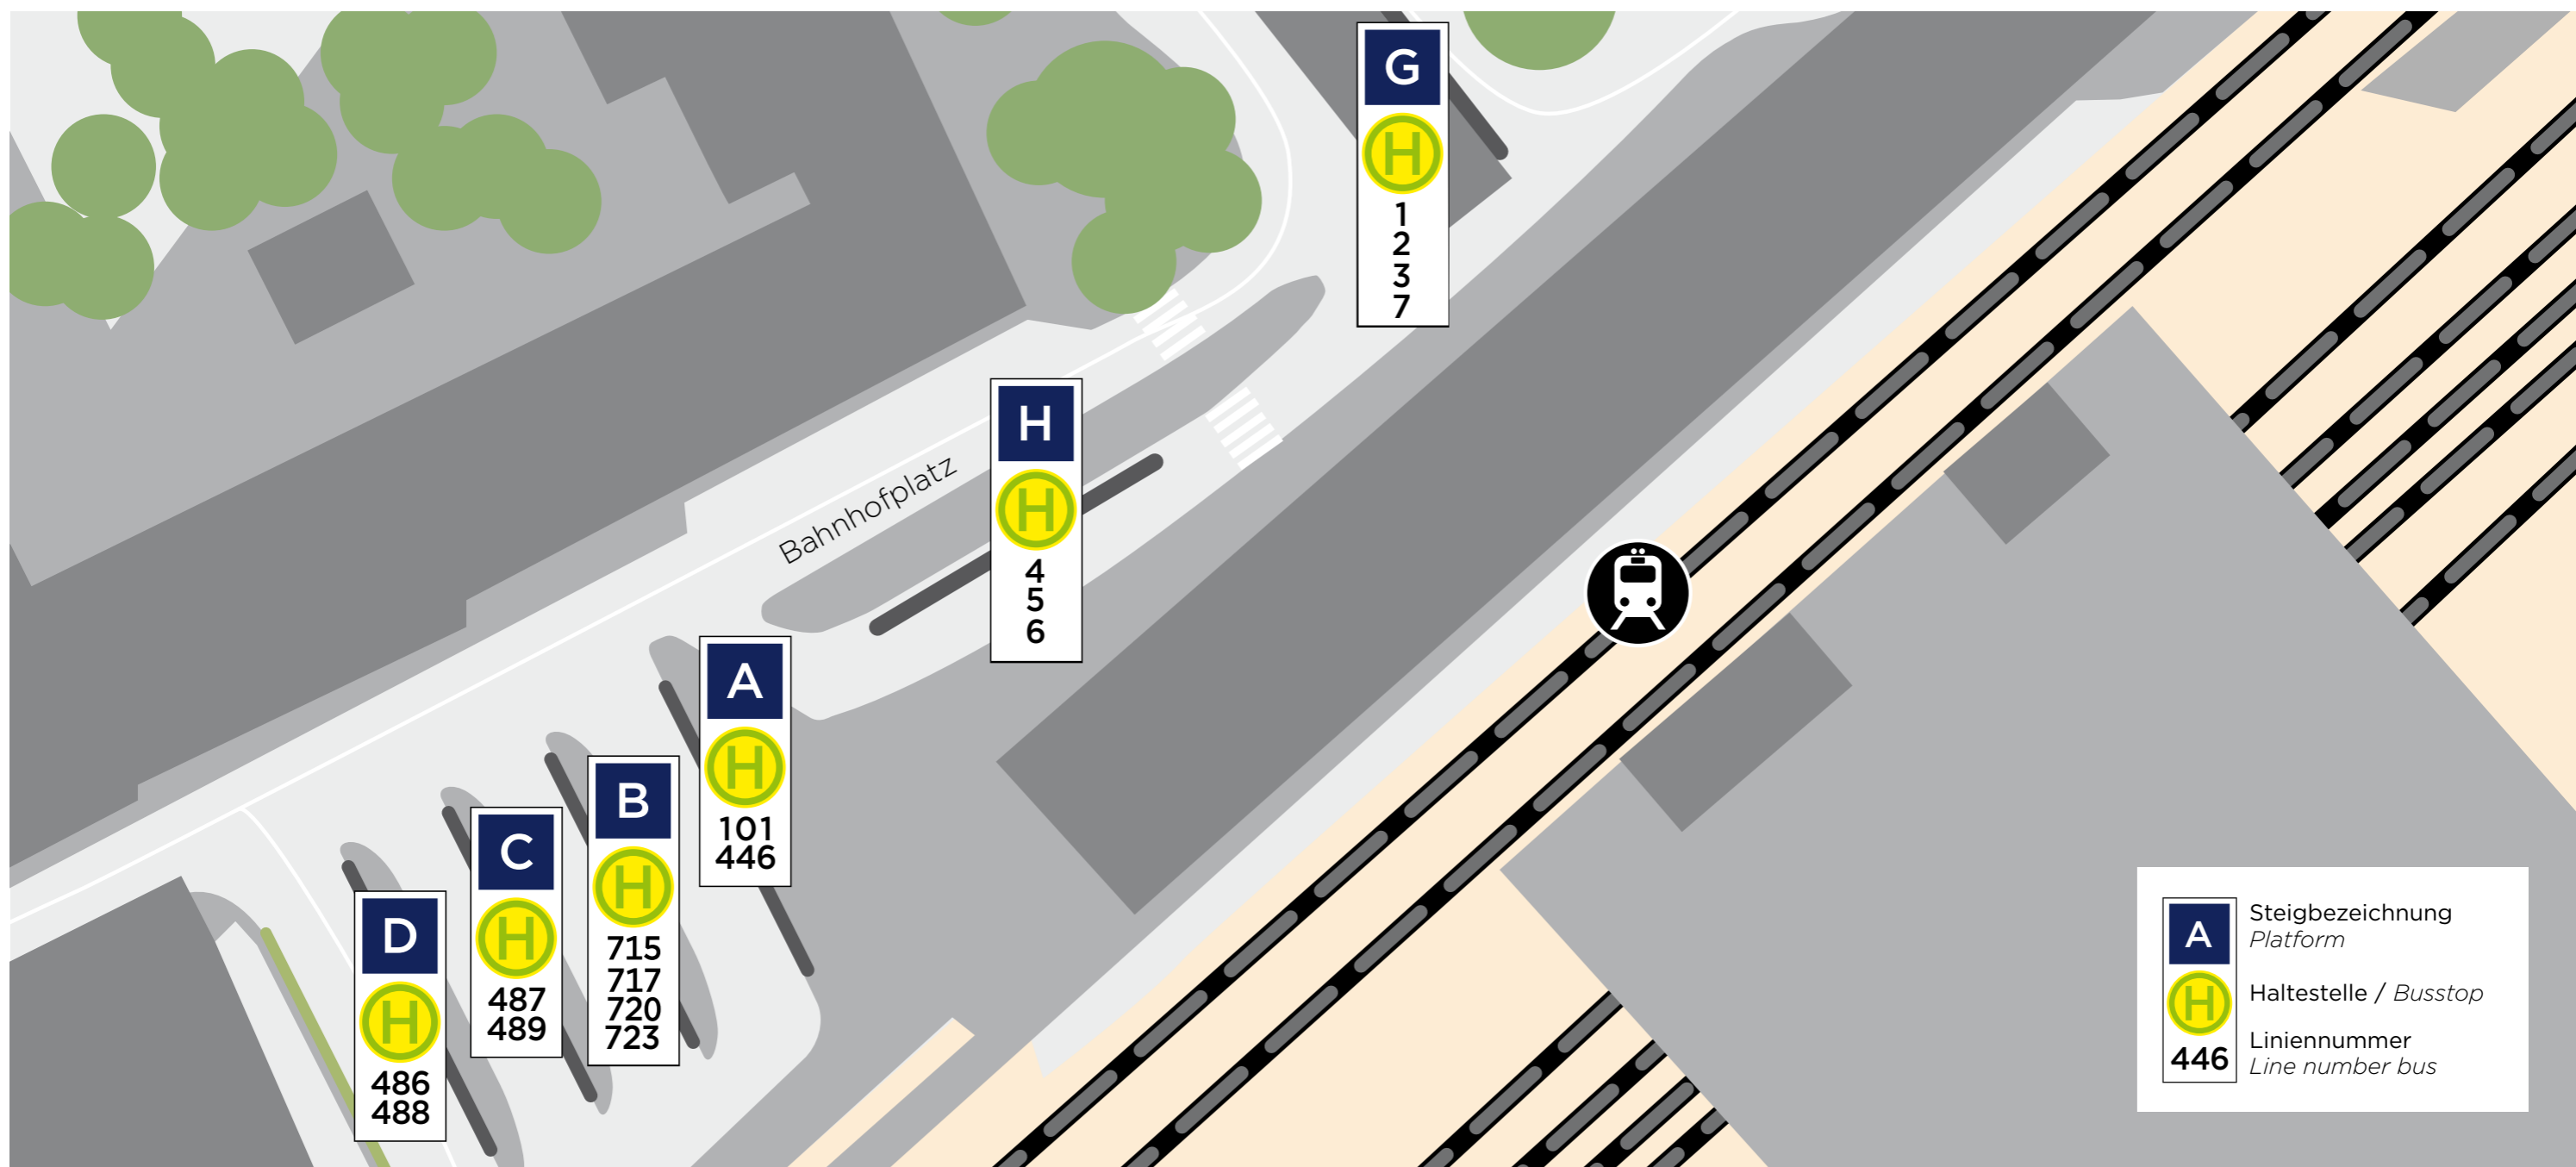 G
H
1
2
3
7
H
H
4
5
6
Bahnhofplatz
A
H
101
446
B
H
715
717
720
723
C
H
487
489
D
H
486
488
A
Steigbezeichnung
Platform
H
Haltestelle / Busstop
446
Liniennummer
Line number bus